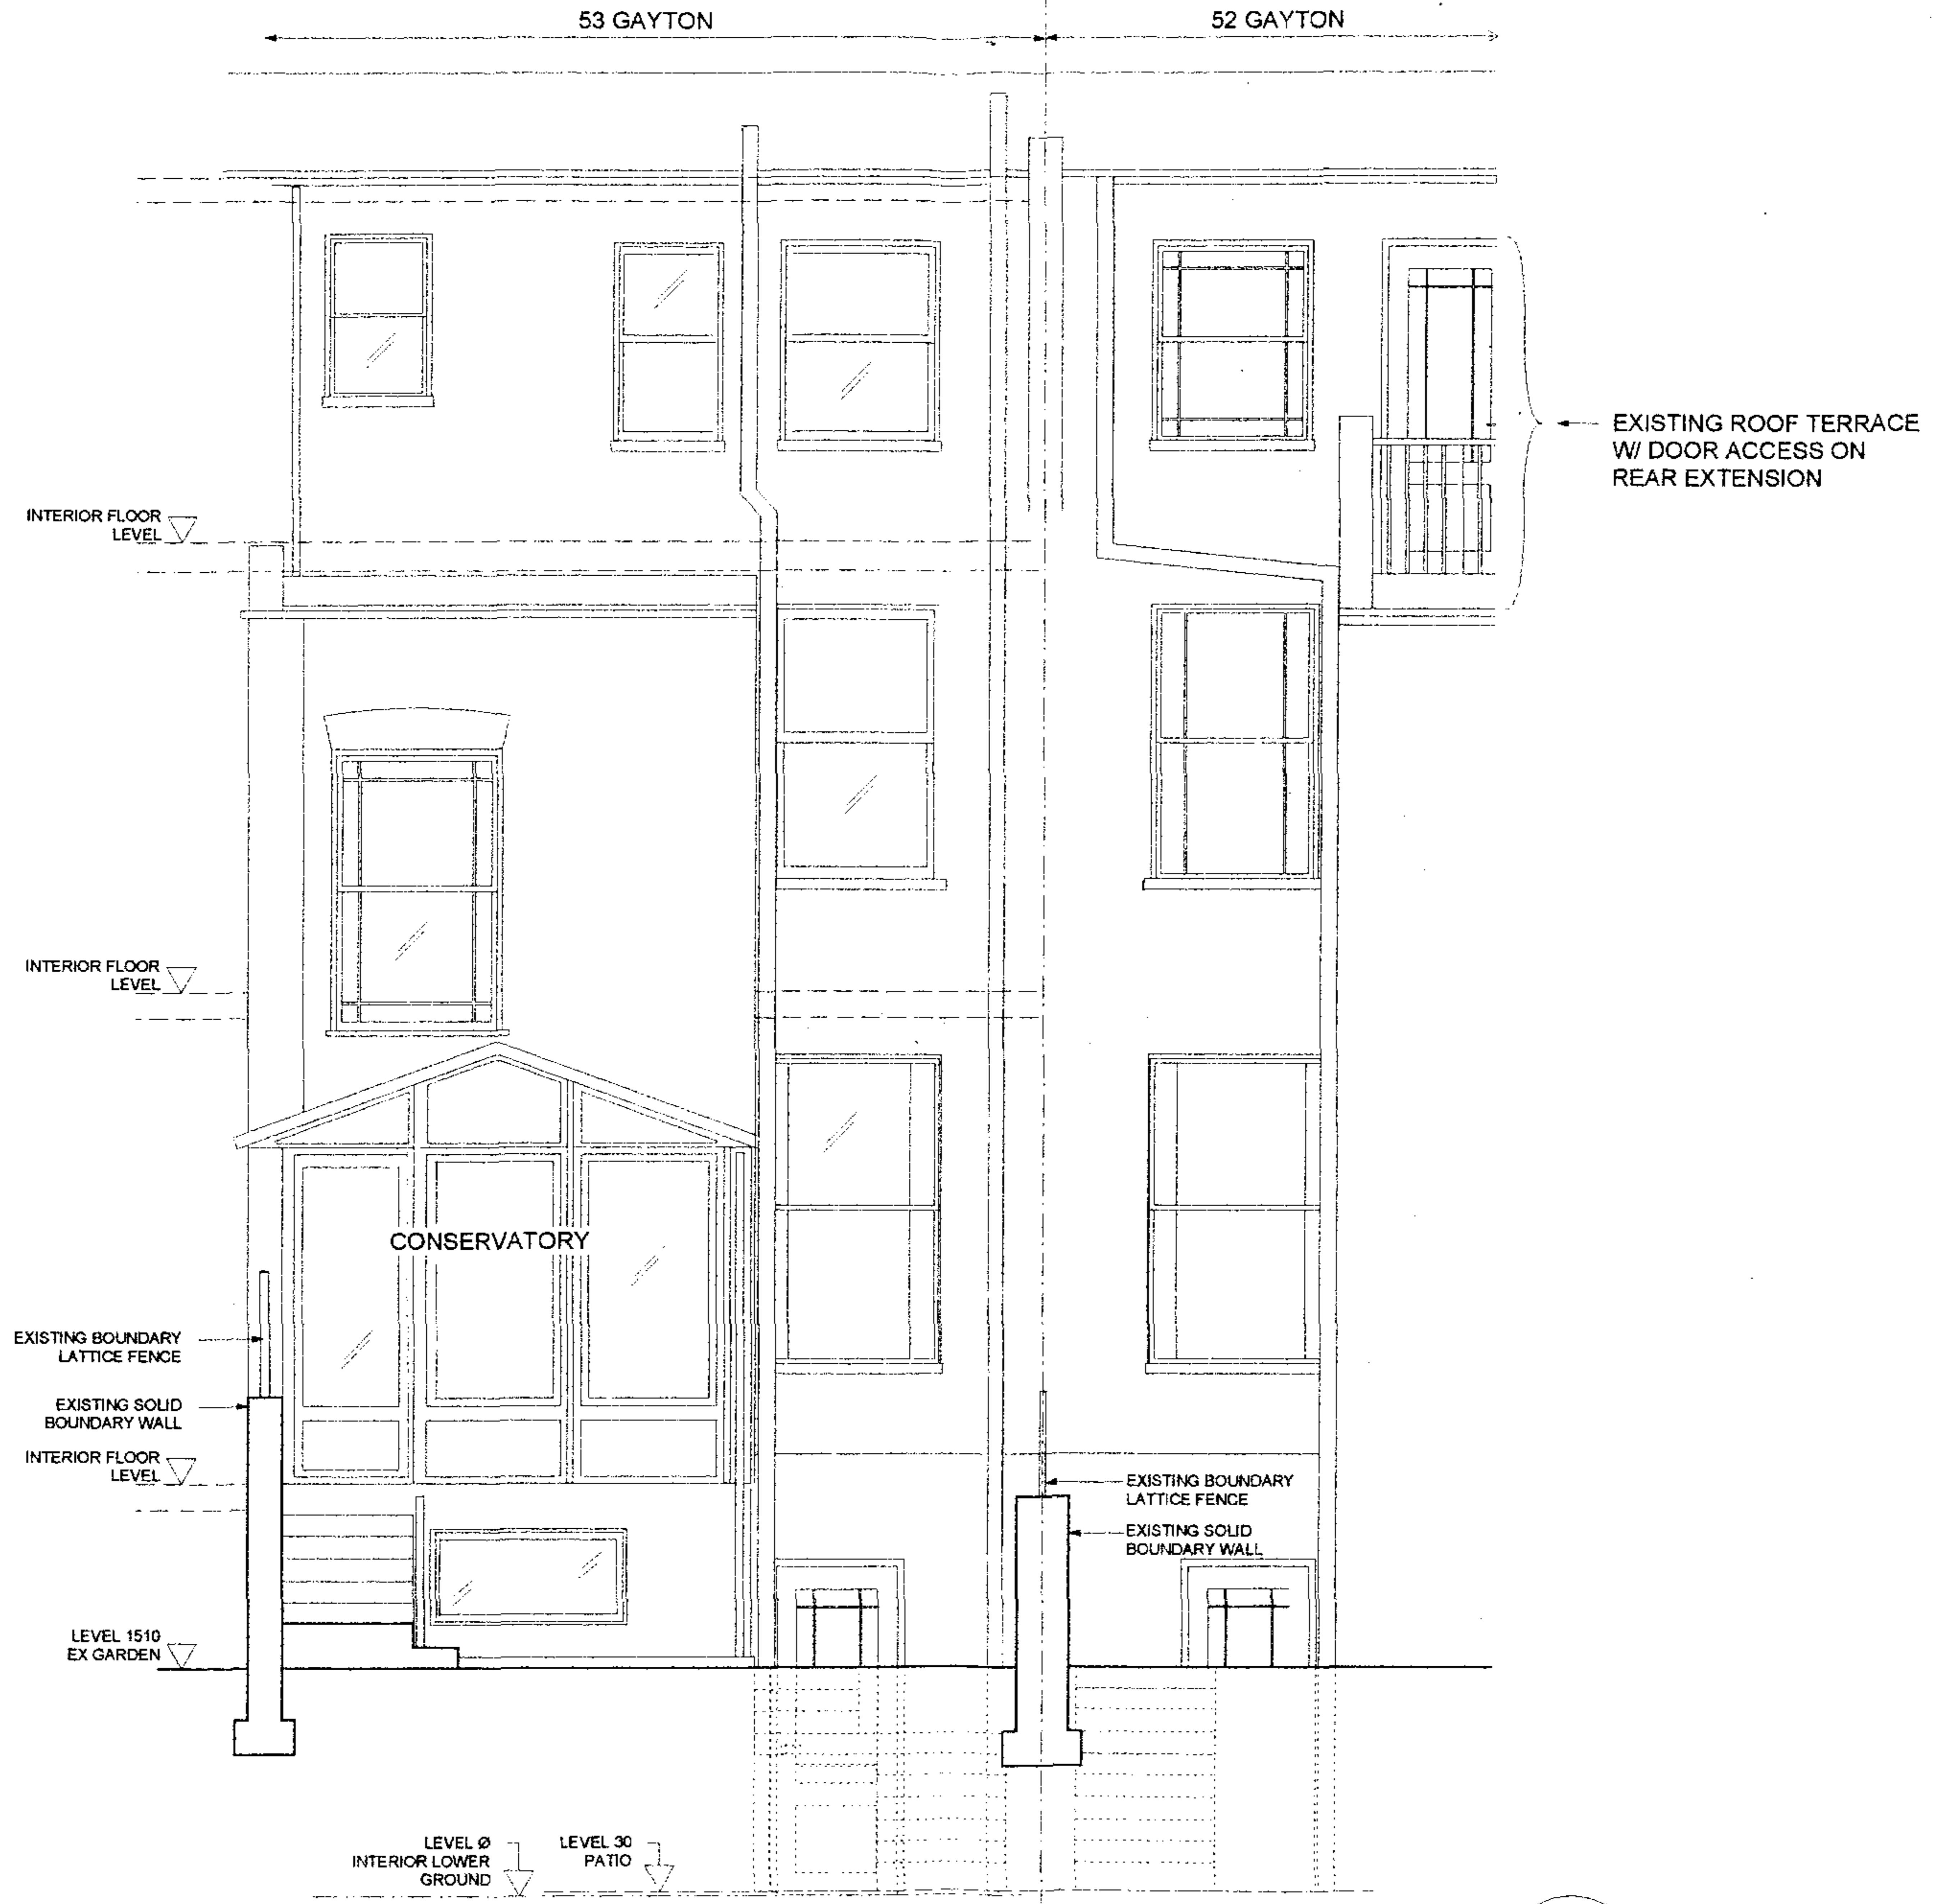 53 GAYTON
52 GAYTON
EXISTING ROOF TERRACE
W/ DOOR ACCESS ON
REAR EXTENSION
INTERIOR FLOOR
LEVEL
INTERIOR FLOOR
LEVEL
CONSERVATORY
EXISTING BOUNDARY
LATTICE FENCE
EXISTING SOLID
BOUNDARY WALL
INTERIOR FLOOR
LEVEL
EXISTING BOUNDARY
LATTICE FENCE
EXISTING SOLID
BOUNDARY WALL
LEVEL 1510
EX GARDEN
LEVEL Ø
INTERIOR LOWER
GROUND
LEVEL 30
PATIO